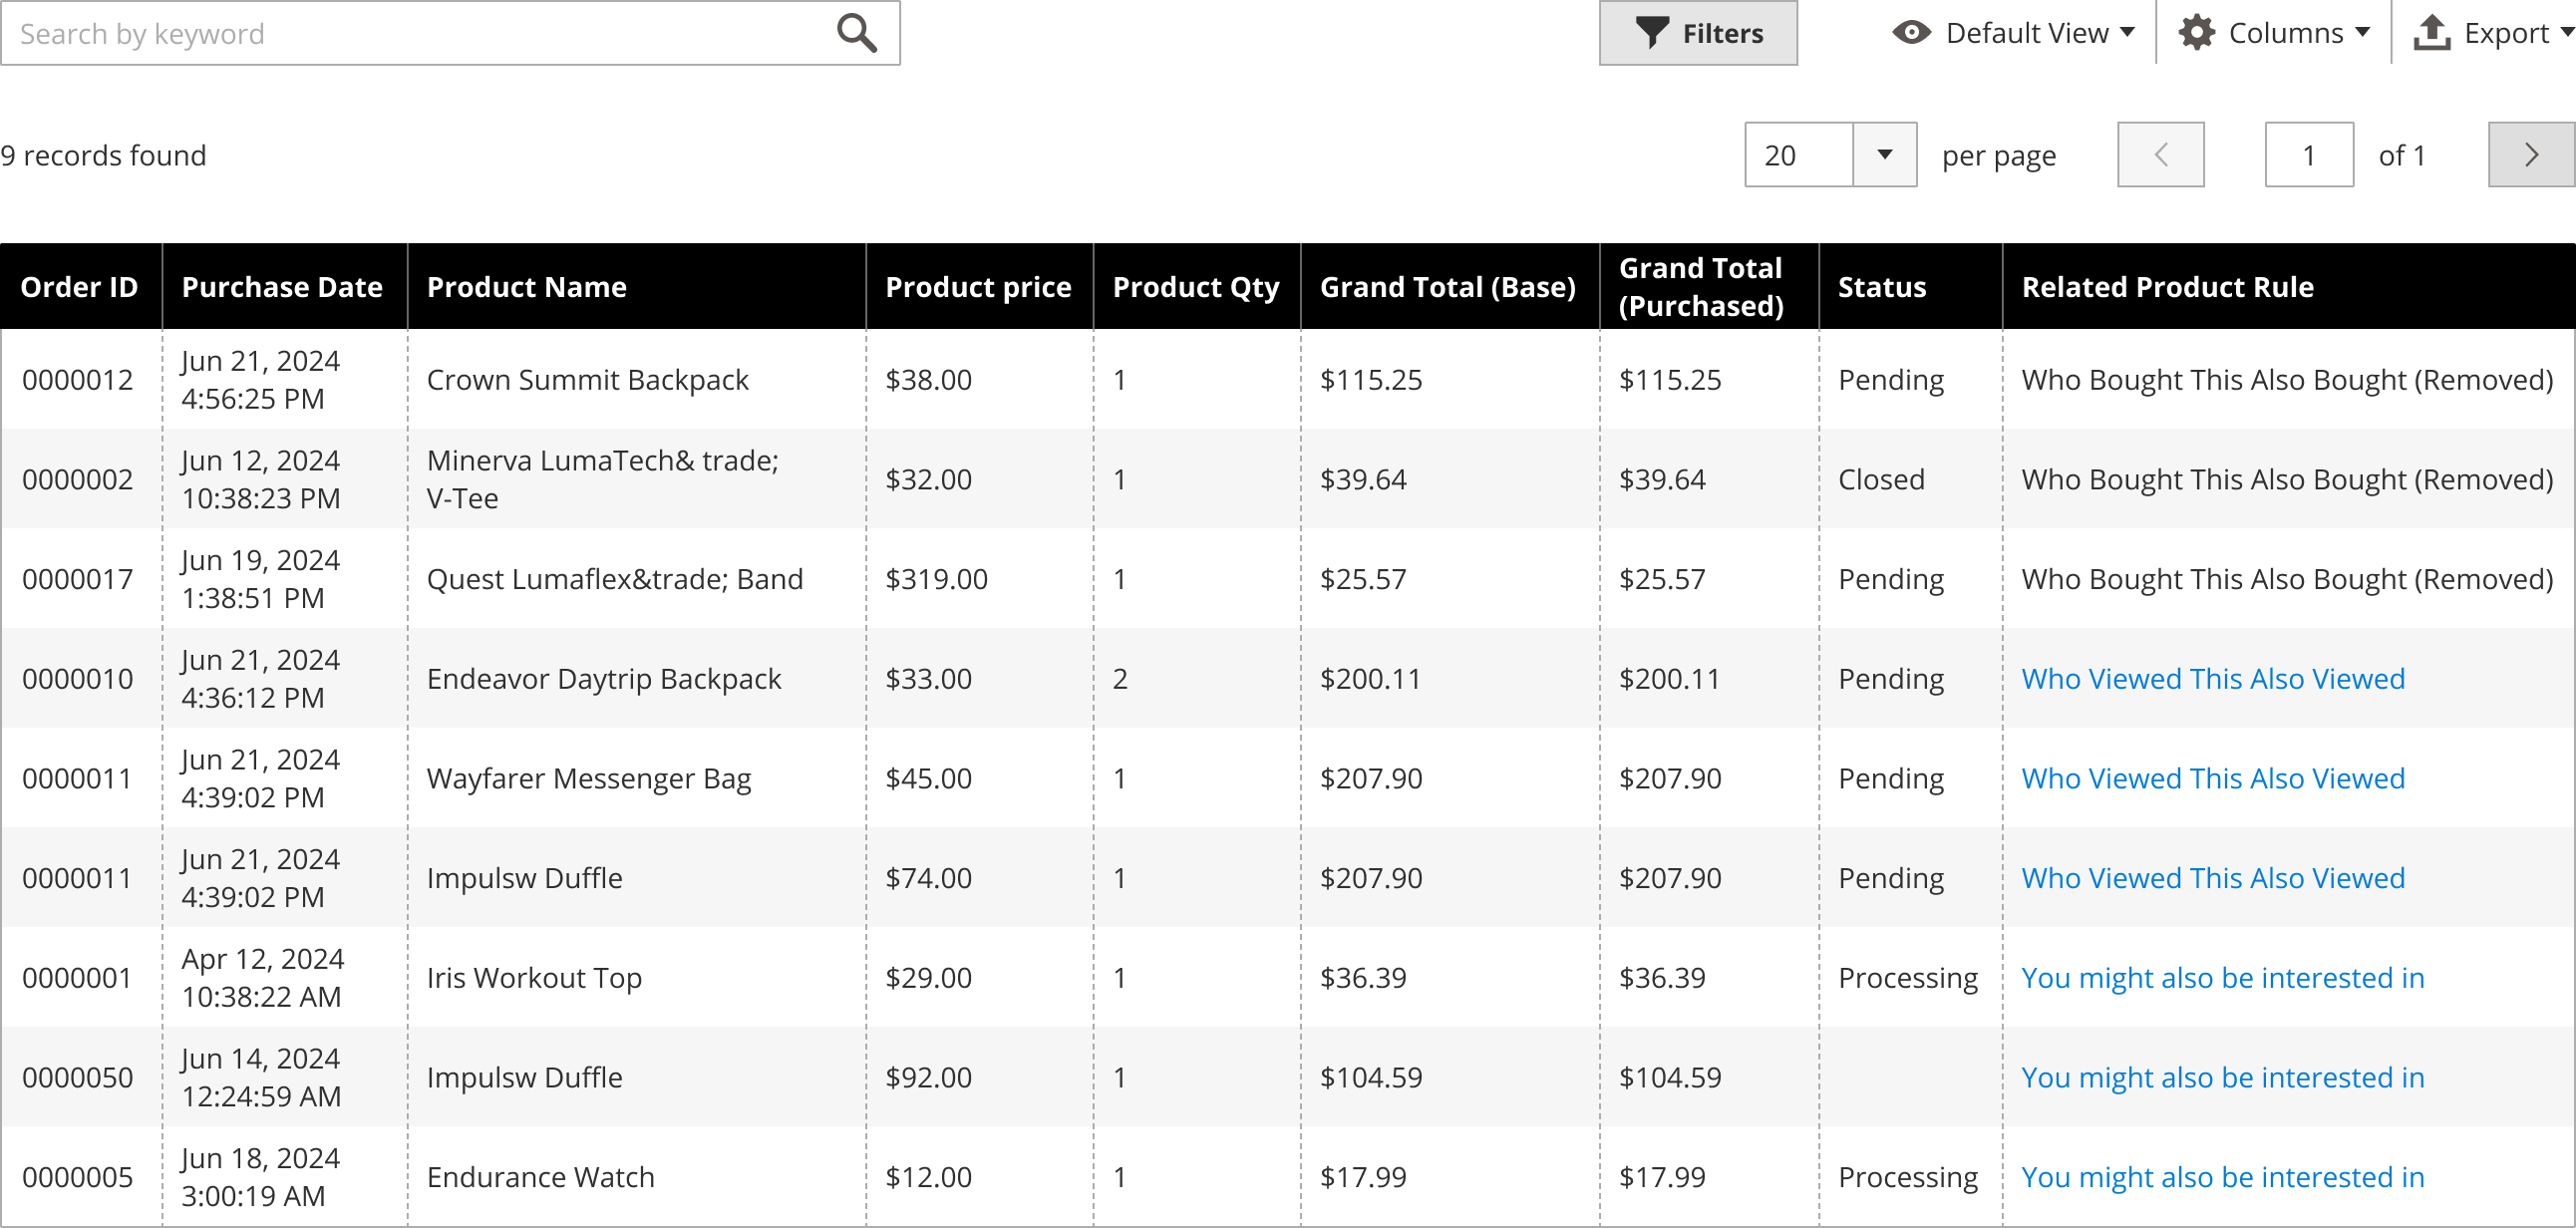 Search by keyword
Filters
Default View
Columns
Export
9 records found
20
per page
1
of 1
Order ID
Purchase Date
Product Name
Product price
Product Qty
Grand Total (Base)
Grand Total
(Purchased)
Status
Related Product Rule
0000012
Jun 21, 2024
4:56:25 PM
Crown Summit Backpack
$38.00
1
$115.25
$115.25
Pending
Who Bought This Also Bought (Removed)
0000002
Jun 12, 2024
10:38:23 PM
Minerva LumaTech& trade;
V-Tee
$32.00
1
$39.64
$39.64
Closed
Who Bought This Also Bought (Removed)
0000017
Jun 19, 2024
1:38:51 PM
Quest Lumaflex&trade; Band
$319.00
1
$25.57
$25.57
Pending
Who Bought This Also Bought (Removed)
0000010
Jun 21, 2024
4:36:12 PM
Endeavor Daytrip Backpack
$33.00
2
$200.11
$200.11
Pending
Who Viewed This Also Viewed
0000011
Jun 21, 2024
4:39:02 PM
Wayfarer Messenger Bag
$45.00
1
$207.90
$207.90
Pending
Who Viewed This Also Viewed
0000011
Jun 21, 2024
4:39:02 PM
Impulsw Duffle
$74.00
1
$207.90
$207.90
Pending
Who Viewed This Also Viewed
0000001
Apr 12, 2024
10:38:22 AM
Iris Workout Top
$29.00
1
$36.39
$36.39
Processing
You might also be interested in
0000050
Jun 14, 2024
12:24:59 AM
Impulsw Duffle
$92.00
1
$104.59
$104.59
You might also be interested in
0000005
Jun 18, 2024
3:00:19 AM
Endurance Watch
$12.00
1
$17.99
$17.99
Processing
You might also be interested in